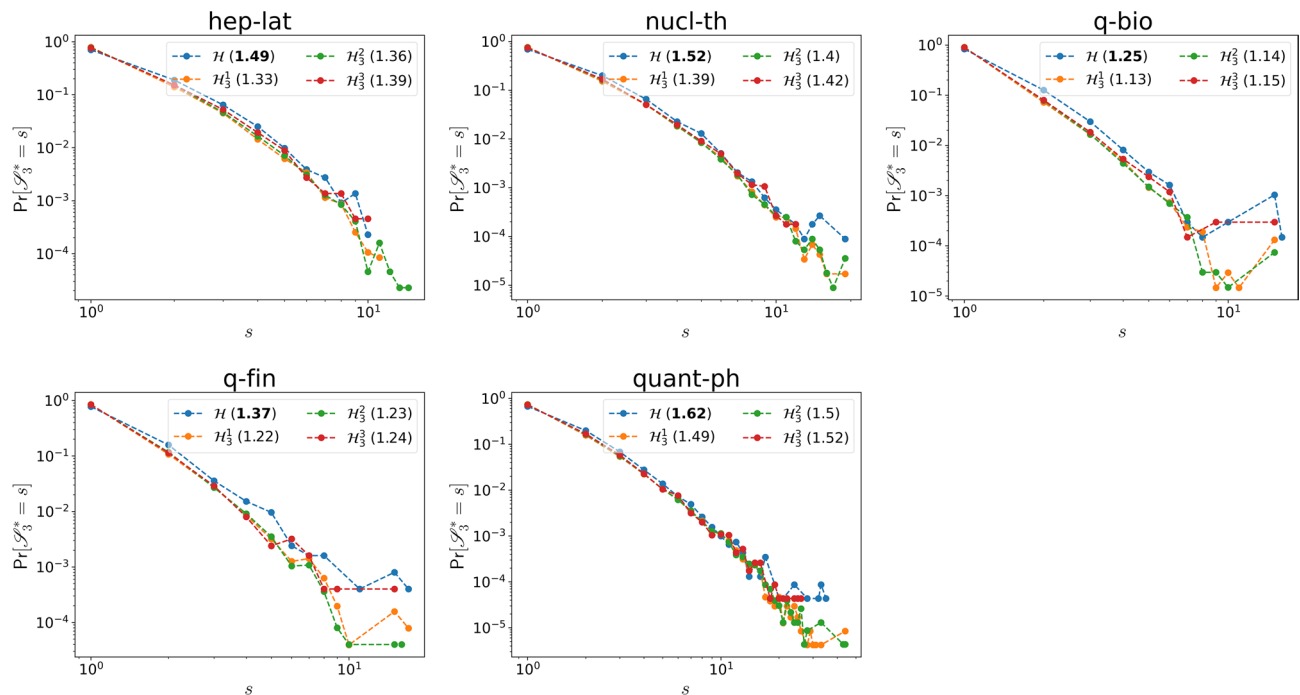 hep-lat
nucl-th
q-bio
10⁰
10⁻¹
10⁻²
10⁻³
10⁻⁴
Pr[𝒮₃* = s]
ℋ (1.49)
ℋ₃¹ (1.33)
ℋ₃² (1.36)
ℋ₃³ (1.39)
10⁰
10¹
s
10⁰
10⁻¹
10⁻²
10⁻³
10⁻⁴
10⁻⁵
Pr[𝒮₃* = s]
ℋ (1.52)
ℋ₃¹ (1.39)
ℋ₃² (1.4)
ℋ₃³ (1.42)
10⁰
10¹
s
10⁰
10⁻¹
10⁻²
10⁻³
10⁻⁴
10⁻⁵
Pr[𝒮₃* = s]
ℋ (1.25)
ℋ₃¹ (1.13)
ℋ₃² (1.14)
ℋ₃³ (1.15)
10⁰
10¹
s
q-fin
quant-ph
10⁰
10⁻¹
10⁻²
10⁻³
10⁻⁴
Pr[𝒮₃* = s]
ℋ (1.37)
ℋ₃¹ (1.22)
ℋ₃² (1.23)
ℋ₃³ (1.24)
10⁰
10¹
s
10⁰
10⁻¹
10⁻²
10⁻³
10⁻⁴
10⁻⁵
Pr[𝒮₃* = s]
ℋ (1.62)
ℋ₃¹ (1.49)
ℋ₃² (1.5)
ℋ₃³ (1.52)
10⁰
10¹
s